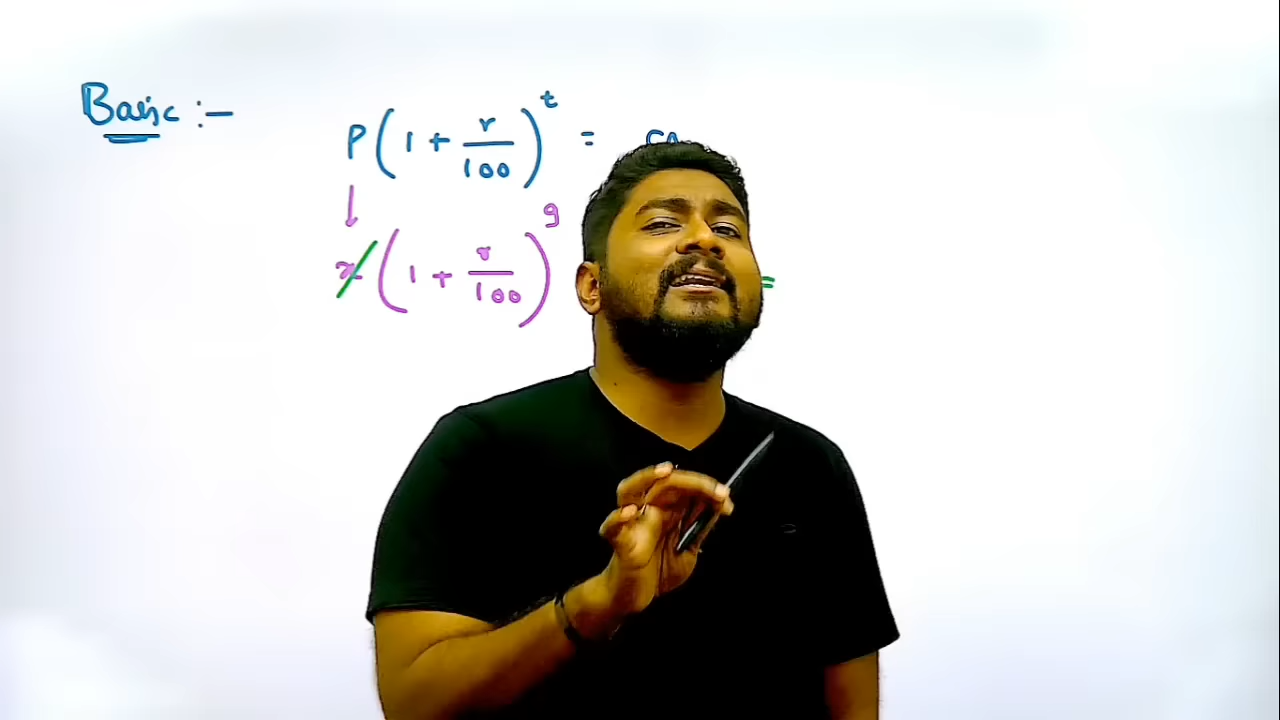 Basic :-
P(1 + r/100)^t =
↓
x(1 + r/100)^9
=